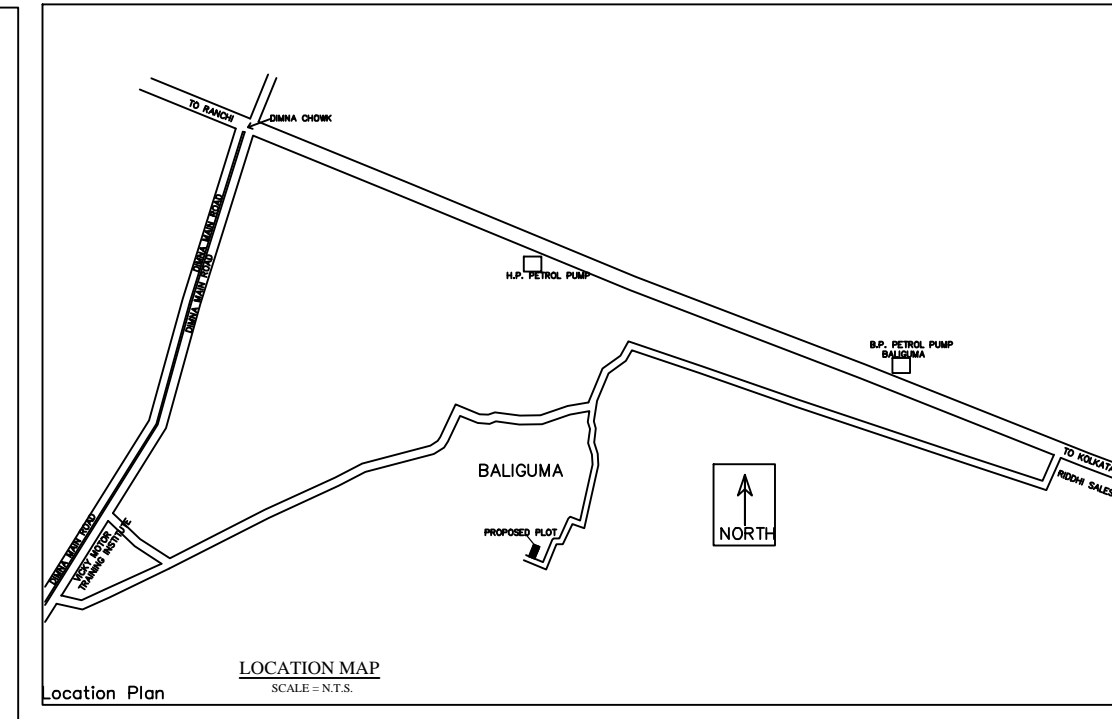 TO RANCHI
DIMNA CHOWK
DIMNA MAIN ROAD
DIMNA MAIN ROAD
H.P. PETROL PUMP
B.P. PETROL PUMP
BALIGUMA
TO KOLKATA
RIDDHI SALES
BALIGUMA
NORTH
PROPOSED PLOT
DIMNA MAIN ROAD
VICKY MOTOR
TRAINING INSTITUTE
LOCATION MAP
SCALE = N.T.S.
Location Plan